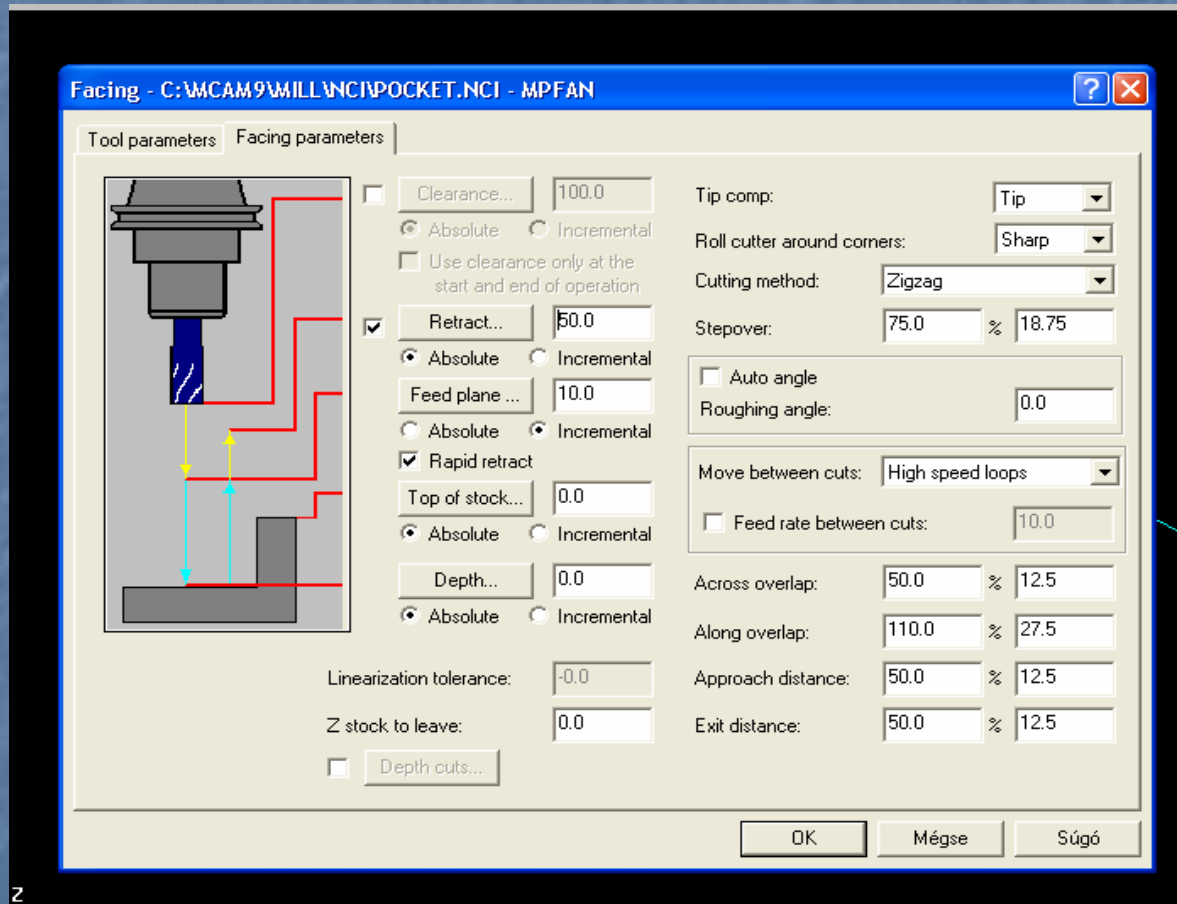 Facing - C:\MCAM9\MILL\NCI\POCKET.NCI - MPFAN
Tool parameters Facing parameters
Clearance... 100.0
Absolute Incremental
Use clearance only at the
start and end of operation
Retract... 50.0
Absolute Incremental
Feed plane ... 10.0
Absolute Incremental
Rapid retract
Top of stock... 0.0
Absolute Incremental
Depth... 0.0
Absolute Incremental
Linearization tolerance: -0.0
Z stock to leave: 0.0
Depth cuts...
Tip comp: Tip
Roll cutter around corners: Sharp
Cutting method: Zigzag
Stepover: 75.0 % 18.75
Auto angle
Roughing angle: 0.0
Move between cuts: High speed loops
Feed rate between cuts: 10.0
Across overlap: 50.0 % 12.5
Along overlap: 110.0 % 27.5
Approach distance: 50.0 % 12.5
Exit distance: 50.0 % 12.5
OK Mégse Súgó
Z